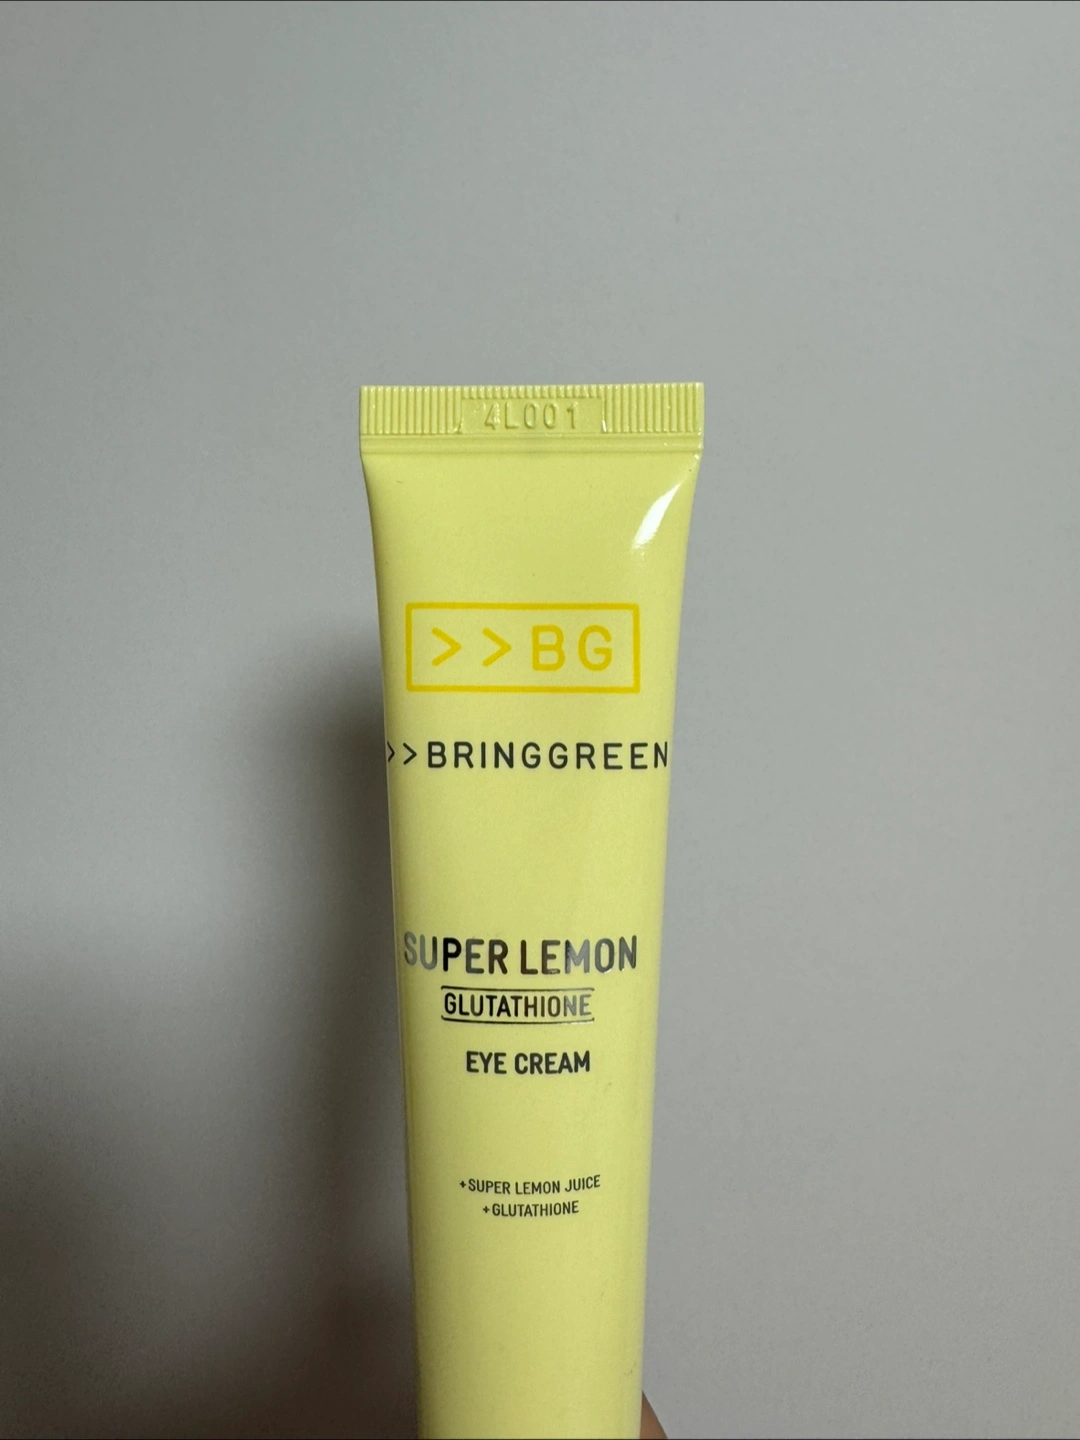 4L001
>>BG
>>BRINGGREEN
SUPER LEMON
GLUTATHIONE
EYE CREAM
+SUPER LEMON JUICE
+GLUTATHIONE